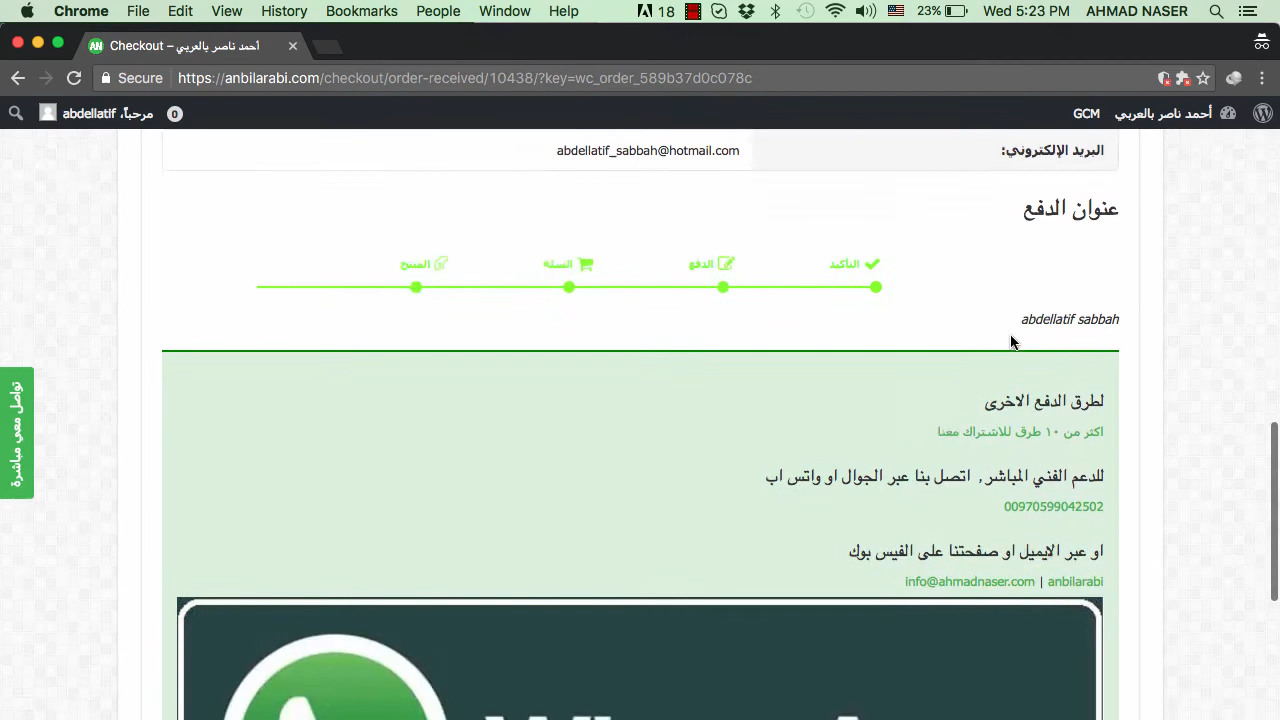 Chrome File Edit View History Bookmarks People Window Help 18 23% Wed 5:23 PM AHMAD NASER
AN Checkout – أحمد ناصر بالعربي
Secure https://anbilarabi.com/checkout/order-received/10438/?key=wc_order_589b37d0c078c
أحمد ناصر بالعربي GCM
مرحباً، abdellatif 0
البريد الإلكتروني: abdellatif_sabbah@hotmail.com
عنوان الدفع
التأكيد الدفع السلة المنتج
abdellatif sabbah
لطرق الدفع الاخرى
اكثر من ١٠ طرق للاشتراك معنا
للدعم الفني المباشر , اتصل بنا عبر الجوال او واتس اب
00970599042502
او عبر الايميل او صفحتنا على الفيس بوك
info@ahmadnaser.com | anbilarabi
تواصل معي مباشرة